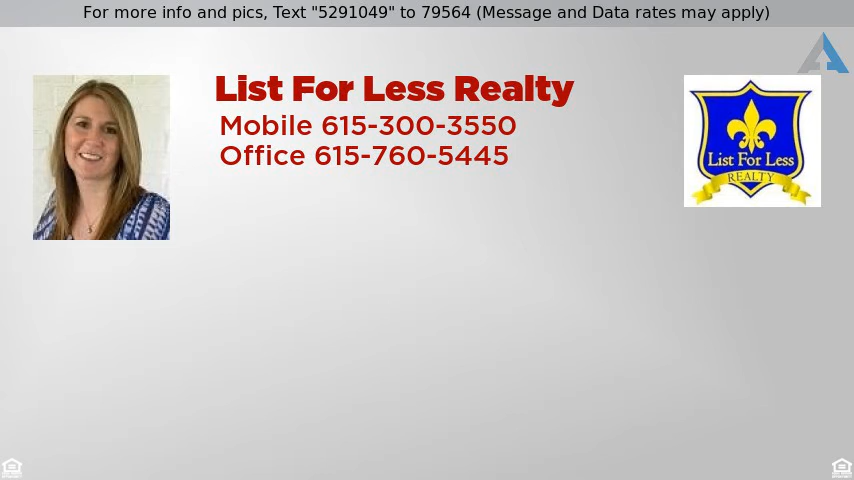 For more info and pics, Text "5291049" to 79564 (Message and Data rates may apply)
List For Less Realty
Mobile 615-300-3550
Office 615-760-5445
List For Less
REALTY